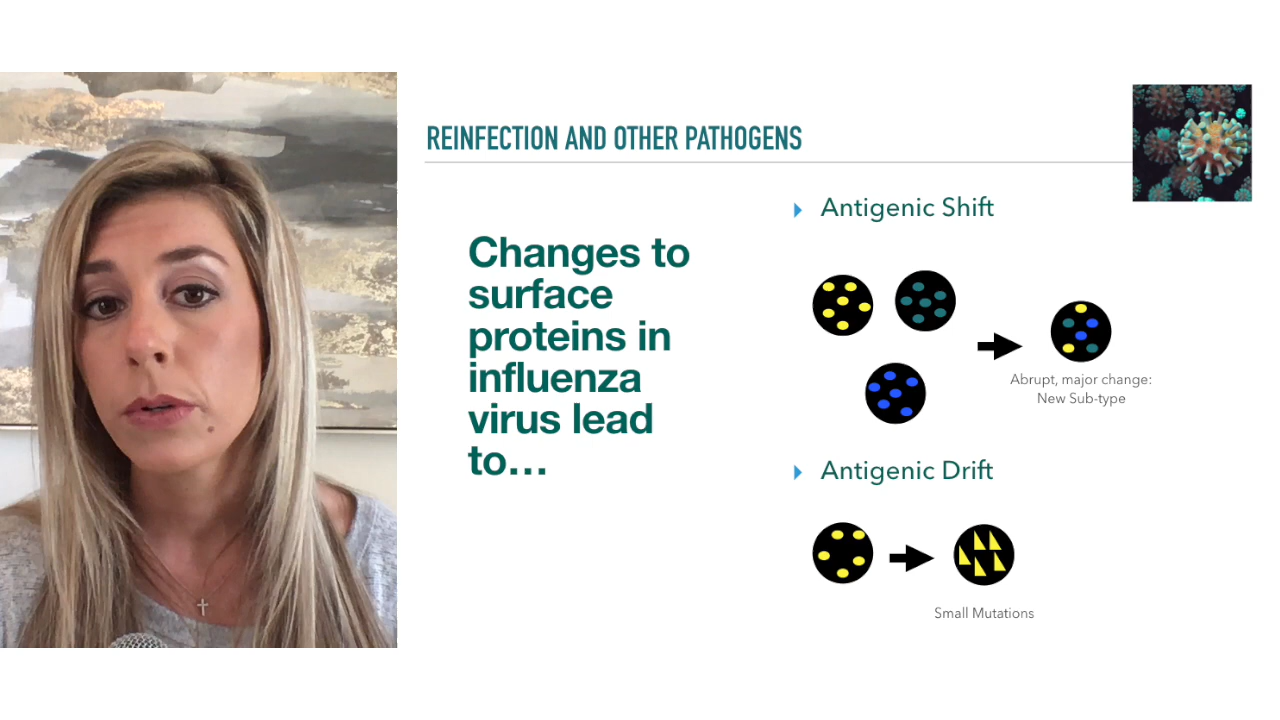 REINFECTION AND OTHER PATHOGENS
Changes to
surface
proteins in
influenza
virus lead
to…
Antigenic Shift
Abrupt, major change:
New Sub-type
Antigenic Drift
Small Mutations